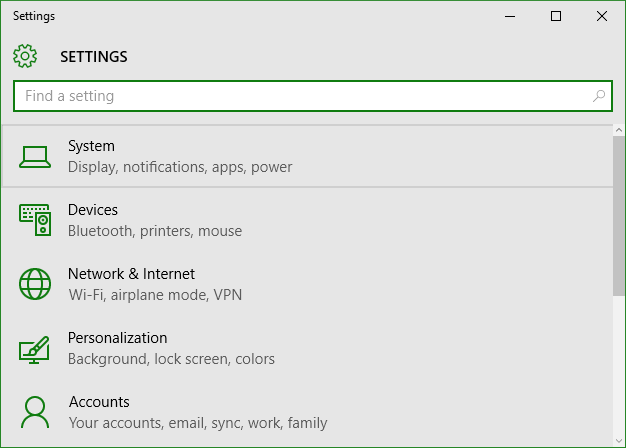 Settings
SETTINGS
Find a setting
System
Display, notifications, apps, power
Devices
Bluetooth, printers, mouse
Network & Internet
Wi-Fi, airplane mode, VPN
Personalization
Background, lock screen, colors
Accounts
Your accounts, email, sync, work, family